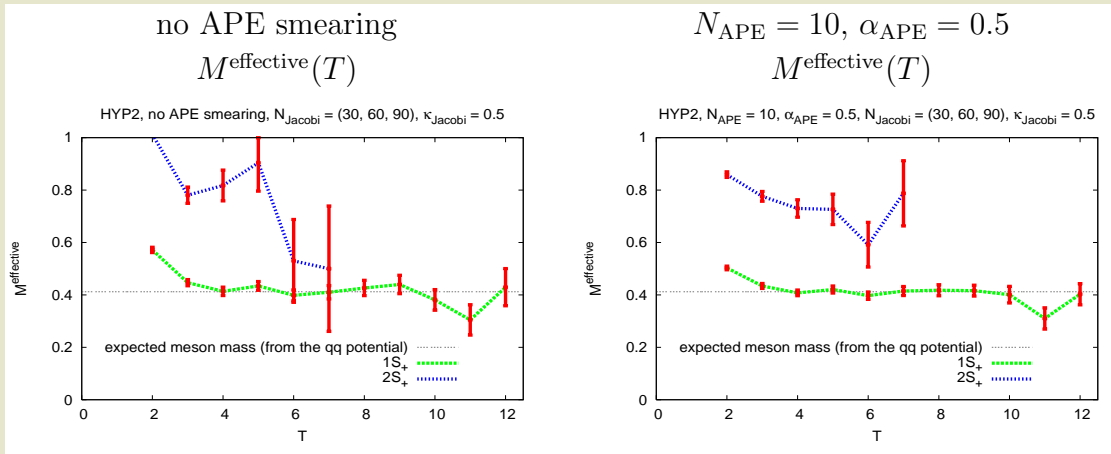 no APE smearing
M^effective(T)
HYP2, no APE smearing, N_Jacobi = (30, 60, 90), κ_Jacobi = 0.5
1
0.8
0.6
0.4
0.2
0
M^effective
expected meson mass (from the qq potential)
1S_+
2S_+
0 2 4 6 8 10 12
T
N_APE = 10, α_APE = 0.5
M^effective(T)
HYP2, N_APE = 10, α_APE = 0.5, N_Jacobi = (30, 60, 90), κ_Jacobi = 0.5
1
0.8
0.6
0.4
0.2
0
M^effective
expected meson mass (from the qq potential)
1S_+
2S_+
0 2 4 6 8 10 12
T